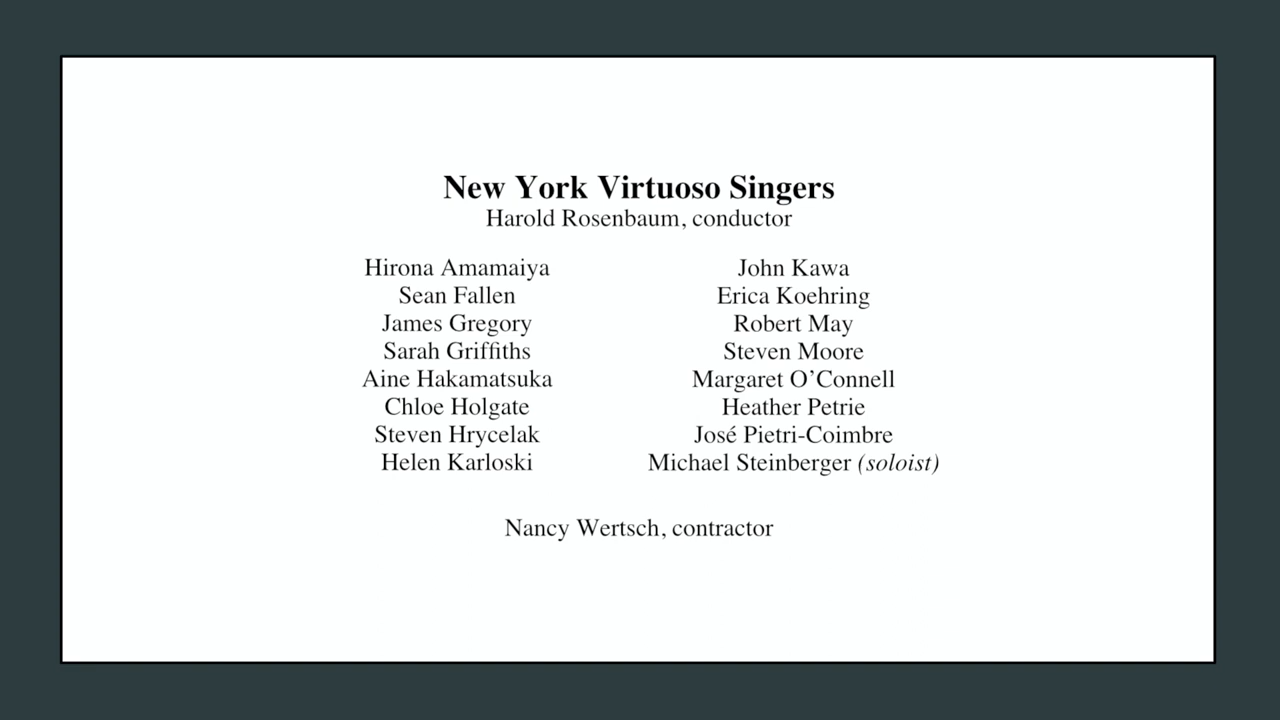 New York Virtuoso Singers
Harold Rosenbaum, conductor
Hirona Amamaiya
Sean Fallen
James Gregory
Sarah Griffiths
Aine Hakamatsuka
Chloe Holgate
Steven Hrycelak
Helen Karloski
John Kawa
Erica Koehring
Robert May
Steven Moore
Margaret O’Connell
Heather Petrie
José Pietri-Coimbre
Michael Steinberger (soloist)
Nancy Wertsch, contractor